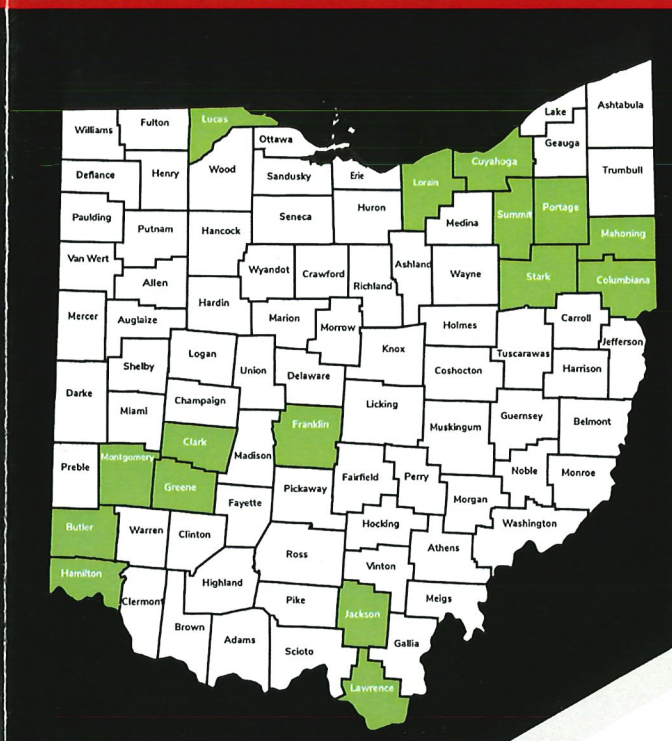 Williams
Fulton
Lucas
Ottawa
Lake
Ashtabula
Geauga
Defiance
Henry
Wood
Sandusky
Erie
Lorain
Cuyahoga
Trumbull
Paulding
Putnam
Hancock
Seneca
Huron
Medina
Summit
Portage
Mahoning
Van Wert
Allen
Wyandot
Crawford
Richland
Ashland
Wayne
Stark
Columbiana
Mercer
Auglaize
Hardin
Marion
Morrow
Knox
Holmes
Tuscarawas
Carroll
Jefferson
Shelby
Logan
Union
Delaware
Coshocton
Harrison
Darke
Miami
Champaign
Licking
Muskingum
Guernsey
Belmont
Clark
Madison
Franklin
Preble
Montgomery
Greene
Fayette
Pickaway
Fairfield
Perry
Morgan
Noble
Monroe
Butler
Warren
Clinton
Ross
Hocking
Athens
Washington
Hamilton
Clermont
Highland
Pike
Vinton
Jackson
Meigs
Brown
Adams
Scioto
Gallia
Lawrence